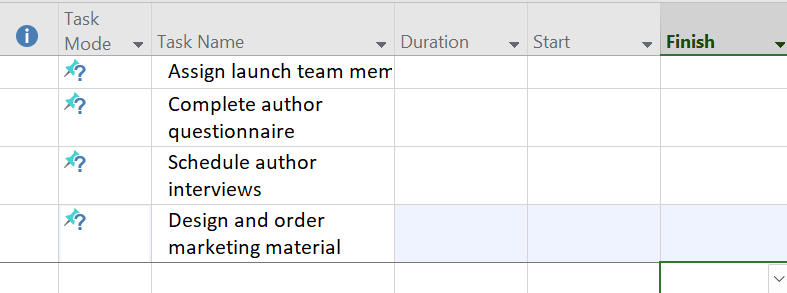 Task
Mode
Task Name
Duration
Start
Finish
Assign launch team mem
Complete author
questionnaire
Schedule author
interviews
Design and order
marketing material